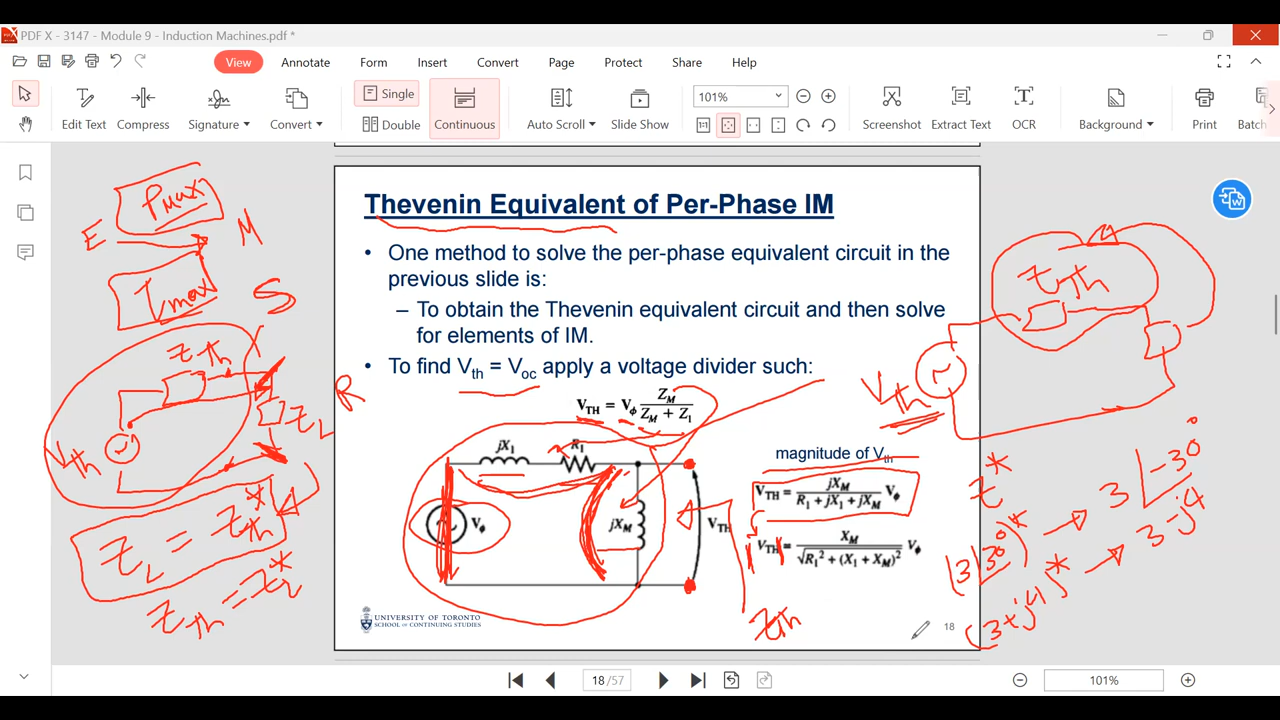 PDF X - 3147 - Module 9 - Induction Machines.pdf *
View Annotate Form Insert Convert Page Protect Share Help
Single
Double
Continuous
101%
Edit Text Compress Signature Convert Auto Scroll Slide Show Screenshot Extract Text OCR Background Print Batch
Thevenin Equivalent of Per-Phase IM
• One method to solve the per-phase equivalent circuit in the
previous slide is:
– To obtain the Thevenin equivalent circuit and then solve
for elements of IM.
• To find Vth = Voc apply a voltage divider such:
VTH = Vϕ ZM / (ZM + Z1)
jX1 R1
Vϕ jXM VTH
magnitude of Vth
VTH = jXM / (R1 + jX1 + jXM) Vϕ
VTH = XM / √(R1² + (X1 + XM)²) Vϕ
UNIVERSITY OF TORONTO
SCHOOL OF CONTINUING STUDIES
18
Pmax
E M
τmax
S
Zth
R
Vth ZL
ZL = Zth*
Zth = ZL*
Zth
Zth
Vth
Z*
(3∠30°)* → 3∠-30°
(3+j4)* → 3-j4
18 /57
101%